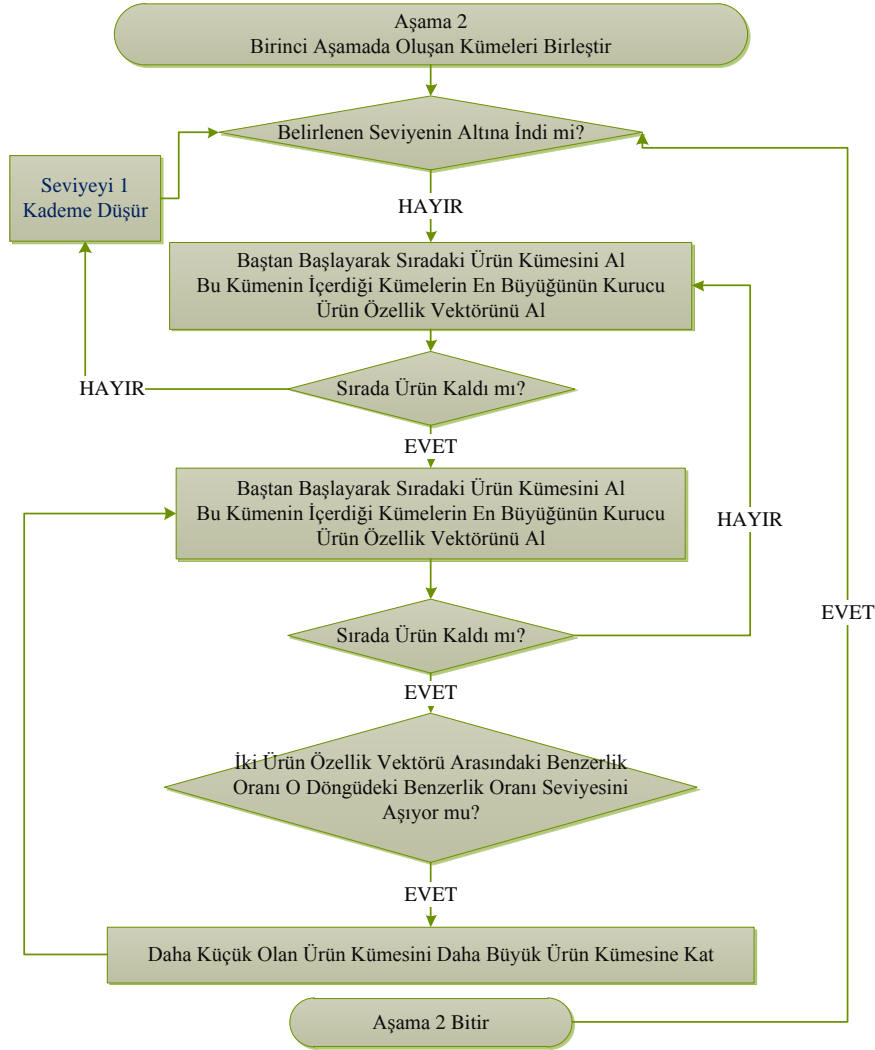 Aşama 2
Birinci Aşamada Oluşan Kümeleri Birleştir
Belirlenen Seviyenin Altına İndi mi?
Seviyeyi 1
Kademe Düşür
HAYIR
Baştan Başlayarak Sıradaki Ürün Kümesini Al
Bu Kümenin İçerdiği Kümelerin En Büyüğünün Kurucu
Ürün Özellik Vektörünü Al
HAYIR
Sırada Ürün Kaldı mı?
EVET
Baştan Başlayarak Sıradaki Ürün Kümesini Al
Bu Kümenin İçerdiği Kümelerin En Büyüğünün Kurucu
Ürün Özellik Vektörünü Al
HAYIR
Sırada Ürün Kaldı mı?
EVET
EVET
İki Ürün Özellik Vektörü Arasındaki Benzerlik
Oranı O Döngüdeki Benzerlik Oranı Seviyesini
Aşıyor mu?
EVET
Daha Küçük Olan Ürün Kümesini Daha Büyük Ürün Kümesine Kat
Aşama 2 Bitir